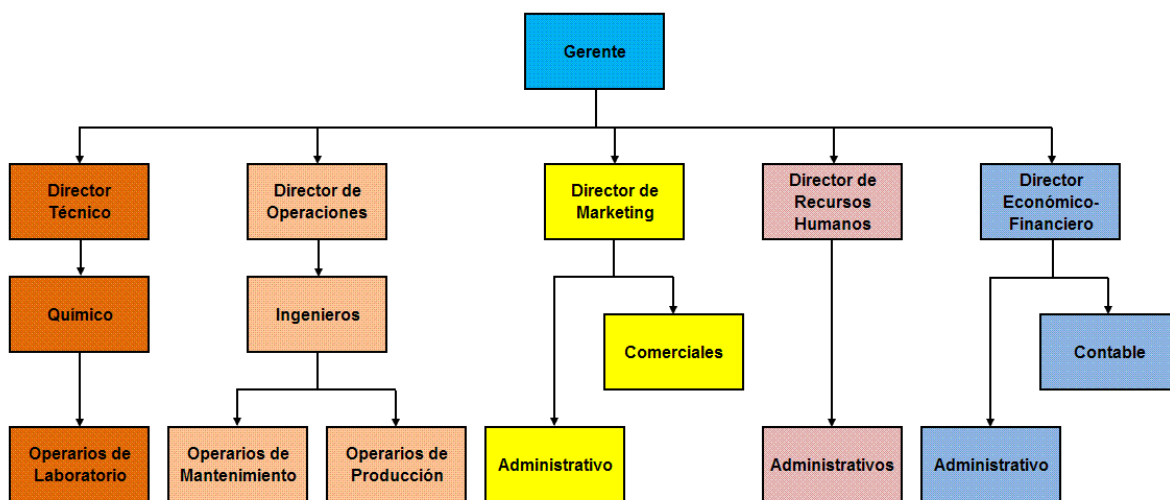 Gerente
Director
Técnico
Director de
Operaciones
Director de
Marketing
Director de
Recursos
Humanos
Director
Económico-
Financiero
Químico
Ingenieros
Comerciales
Contable
Operarios de
Laboratorio
Operarios de
Mantenimiento
Operarios de
Producción
Administrativo
Administrativos
Administrativo